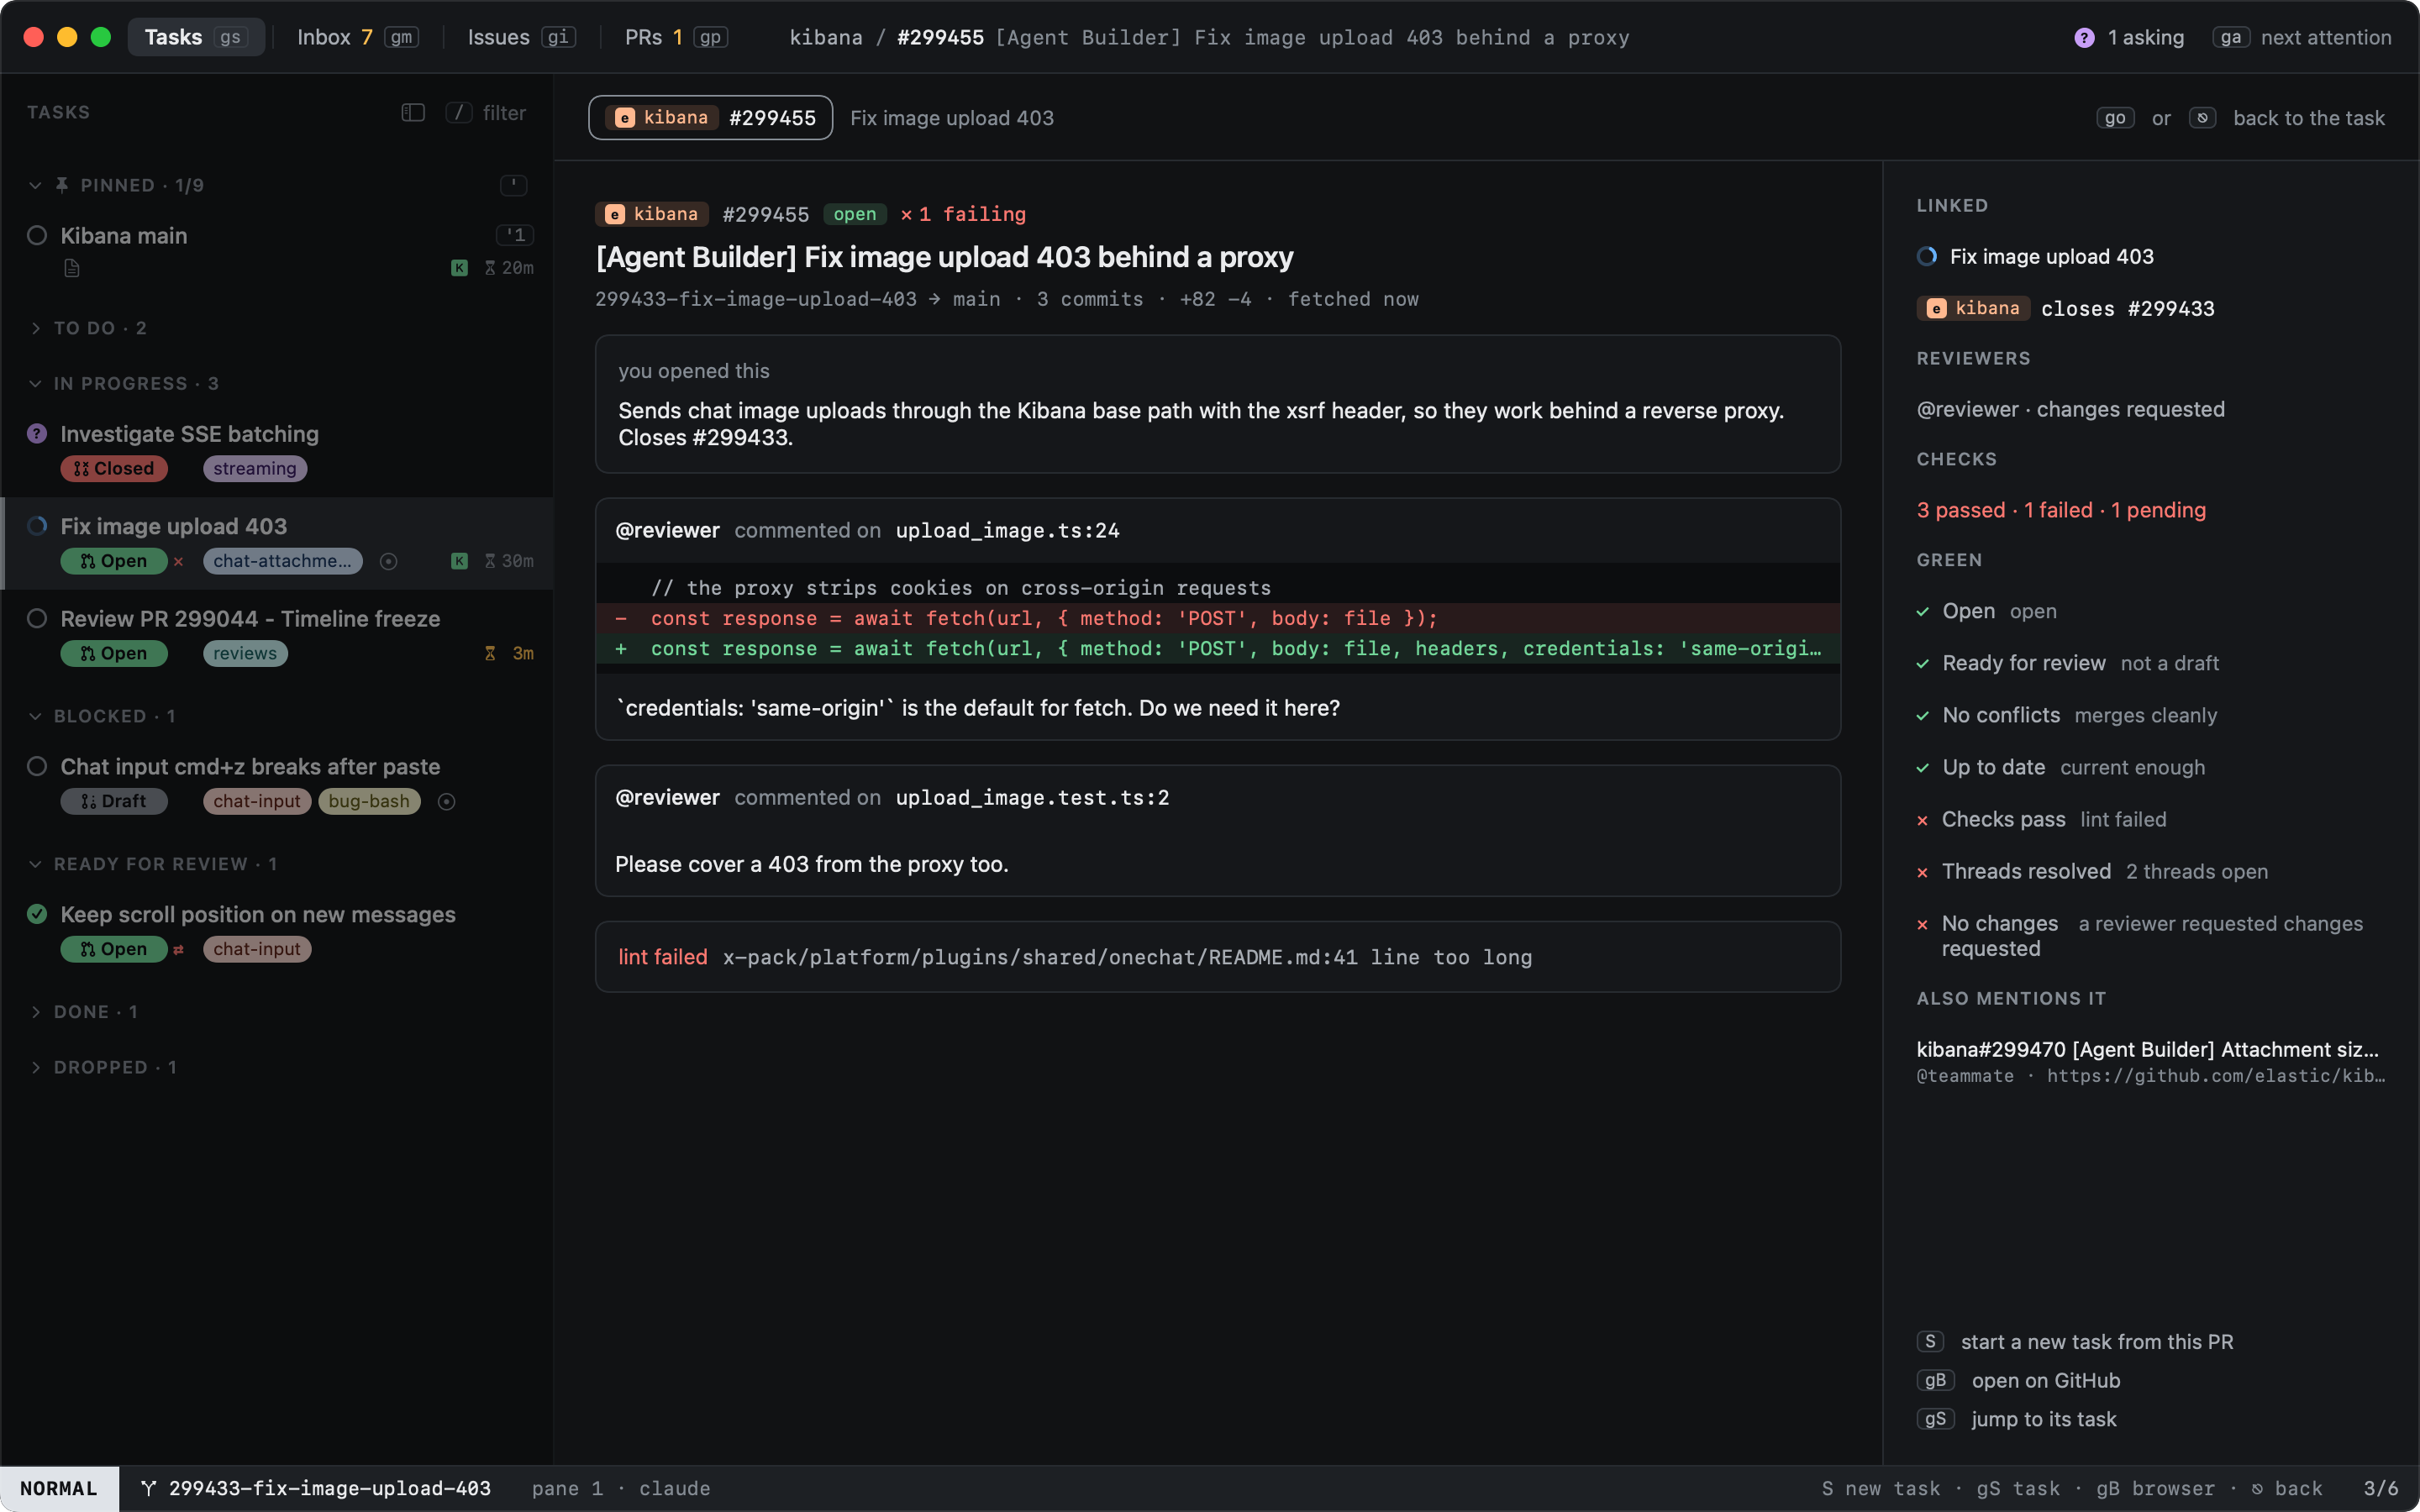 Tasks gs Inbox 7 gm Issues gi PRs 1 gp kibana / #299455 [Agent Builder] Fix image upload 403 behind a proxy ? 1 asking ga next attention
TASKS / filter
PINNED · 1/9 '
Kibana main '1
K 20m
TO DO · 2
IN PROGRESS · 3
? Investigate SSE batching
Closed streaming
Fix image upload 403
Open × chat-attachme... K 30m
Review PR 299044 - Timeline freeze
Open reviews 3m
BLOCKED · 1
Chat input cmd+z breaks after paste
Draft chat-input bug-bash
READY FOR REVIEW · 1
Keep scroll position on new messages
Open chat-input
DONE · 1
DROPPED · 1
e kibana #299455 Fix image upload 403 go or back to the task
e kibana #299455 open × 1 failing
[Agent Builder] Fix image upload 403 behind a proxy
299433-fix-image-upload-403 → main · 3 commits · +82 -4 · fetched now
you opened this
Sends chat image uploads through the Kibana base path with the xsrf header, so they work behind a reverse proxy.
Closes #299433.
@reviewer commented on upload_image.ts:24
// the proxy strips cookies on cross-origin requests
- const response = await fetch(url, { method: 'POST', body: file });
+ const response = await fetch(url, { method: 'POST', body: file, headers, credentials: 'same-origi…
`credentials: 'same-origin'` is the default for fetch. Do we need it here?
@reviewer commented on upload_image.test.ts:2
Please cover a 403 from the proxy too.
lint failed x-pack/platform/plugins/shared/onechat/README.md:41 line too long
LINKED
Fix image upload 403
e kibana closes #299433
REVIEWERS
@reviewer · changes requested
CHECKS
3 passed · 1 failed · 1 pending
GREEN
✓ Open open
✓ Ready for review not a draft
✓ No conflicts merges cleanly
✓ Up to date current enough
× Checks pass lint failed
× Threads resolved 2 threads open
× No changes requested a reviewer requested changes
ALSO MENTIONS IT
kibana#299470 [Agent Builder] Attachment siz...
@teammate · https://github.com/elastic/kib…
S start a new task from this PR
gB open on GitHub
gS jump to its task
NORMAL 299433-fix-image-upload-403 pane 1 · claude S new task · gS task · gB browser · back 3/6